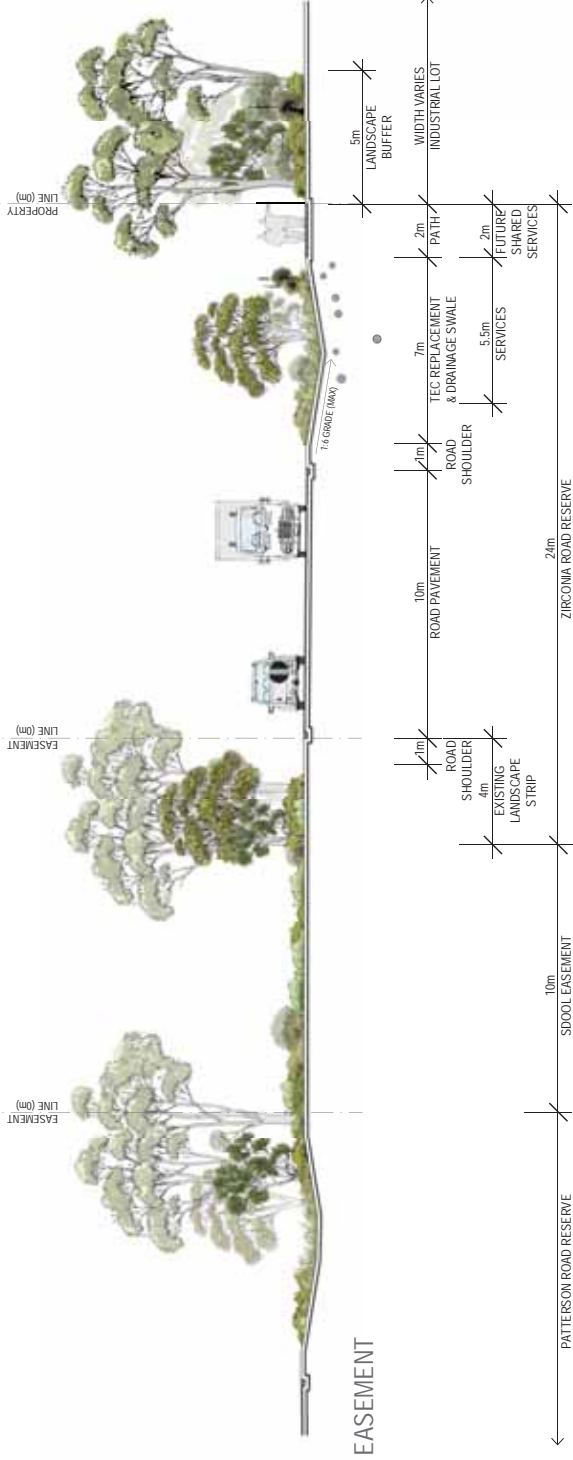 EASEMENT
LINE (0m)
EASEMENT
LINE (0m)
PROPERTY
LINE (0m)
1:6 GRADE (MAX)
EASEMENT
5m
LANDSCAPE
BUFFER
1m
ROAD
SHOULDER
10m
ROAD PAVEMENT
1m
ROAD
SHOULDER
7m
TEC REPLACEMENT
& DRAINAGE SWALE
2m
PATH
WIDTH VARIES
INDUSTRIAL LOT
4m
EXISTING
LANDSCAPE
STRIP
5.5m
SERVICES
2m
FUTURE
SHARED
SERVICES
PATTERSON ROAD RESERVE
10m
SDOOL EASEMENT
24m
ZIRCONIA ROAD RESERVE